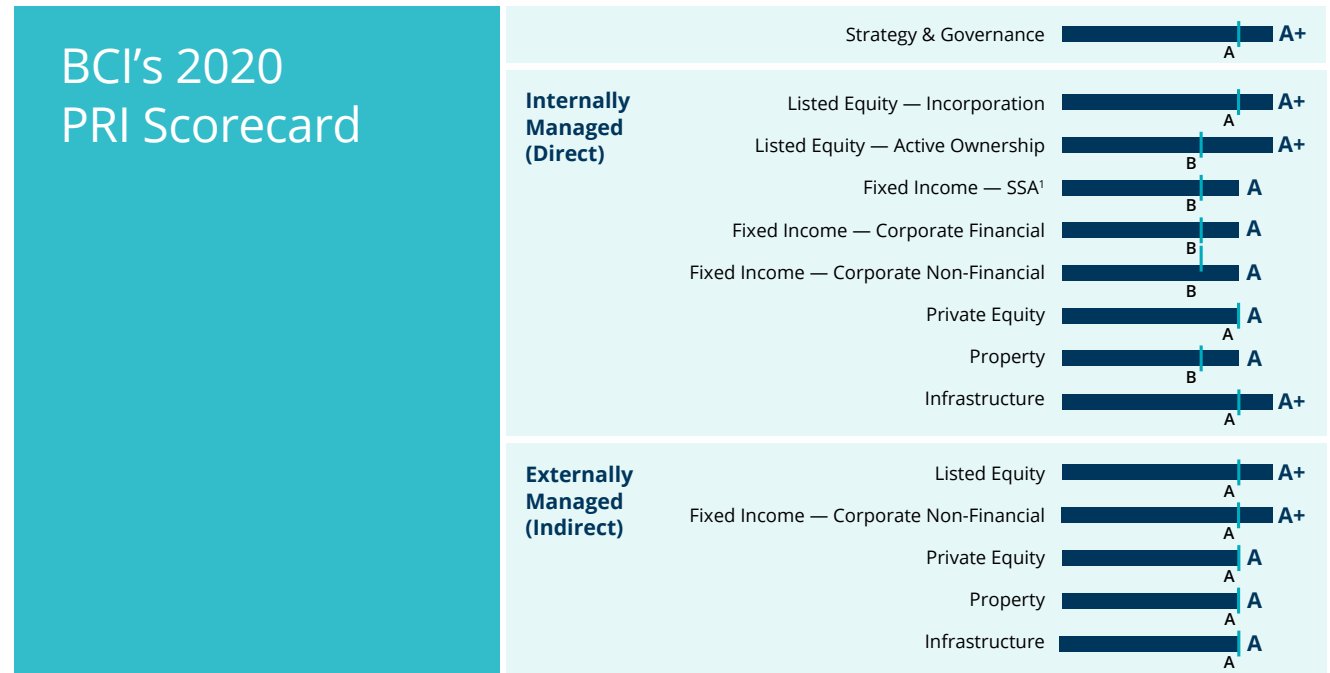 BCI's 2020
PRI Scorecard
Strategy & Governance A+
A
Internally
Managed
(Direct)
Listed Equity — Incorporation A+
A
Listed Equity — Active Ownership A+
B
Fixed Income — SSA¹ A
B
Fixed Income — Corporate Financial A
B
Fixed Income — Corporate Non-Financial A
B
Private Equity A
A
Property A
B
Infrastructure A+
A
Externally
Managed
(Indirect)
Listed Equity A+
A
Fixed Income — Corporate Non-Financial A+
A
Private Equity A
A
Property A
A
Infrastructure A
A